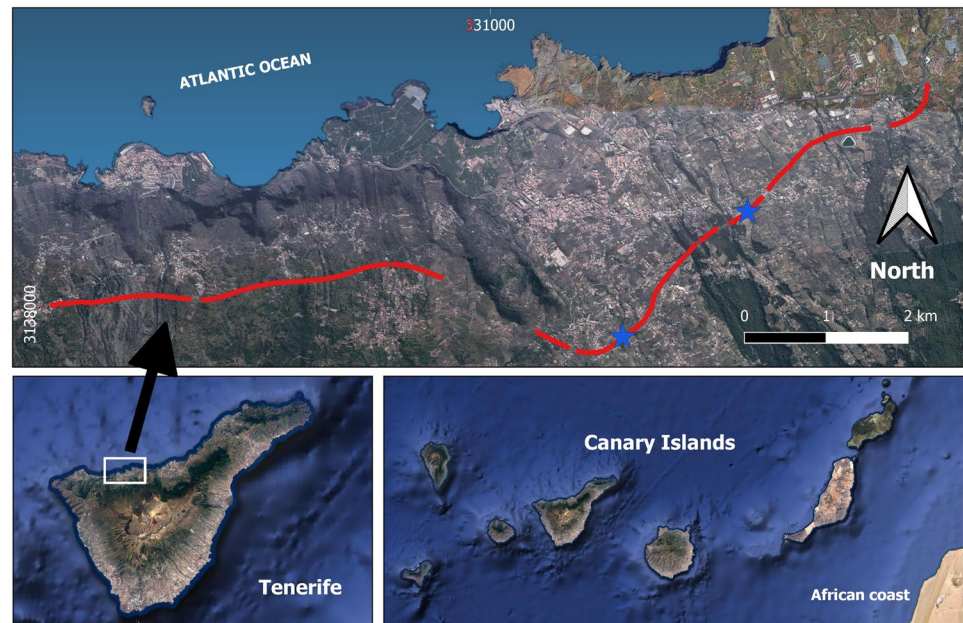 331000
ATLANTIC OCEAN
3138000
North
0 1 2 km
Tenerife
Canary Islands
African coast